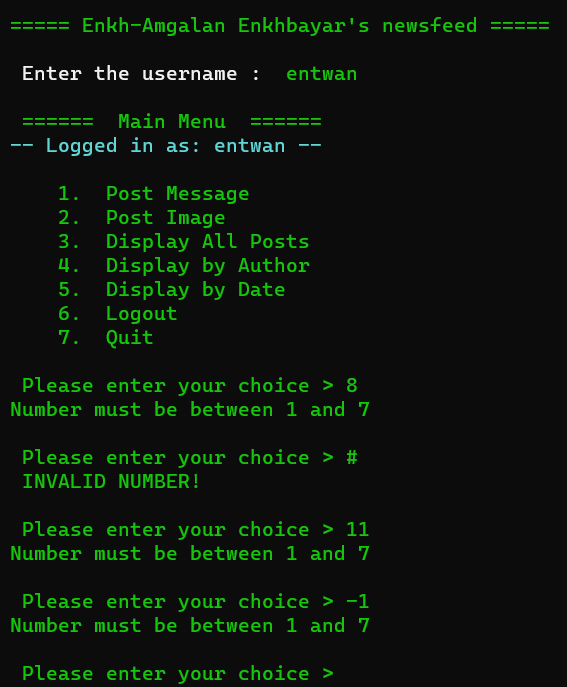 ===== Enkh-Amgalan Enkhbayar's newsfeed =====
Enter the username :  entwan
======  Main Menu  ======
-- Logged in as: entwan --
1.  Post Message
2.  Post Image
3.  Display All Posts
4.  Display by Author
5.  Display by Date
6.  Logout
7.  Quit
Please enter your choice > 8
Number must be between 1 and 7
Please enter your choice > #
INVALID NUMBER!
Please enter your choice > 11
Number must be between 1 and 7
Please enter your choice > -1
Number must be between 1 and 7
Please enter your choice >